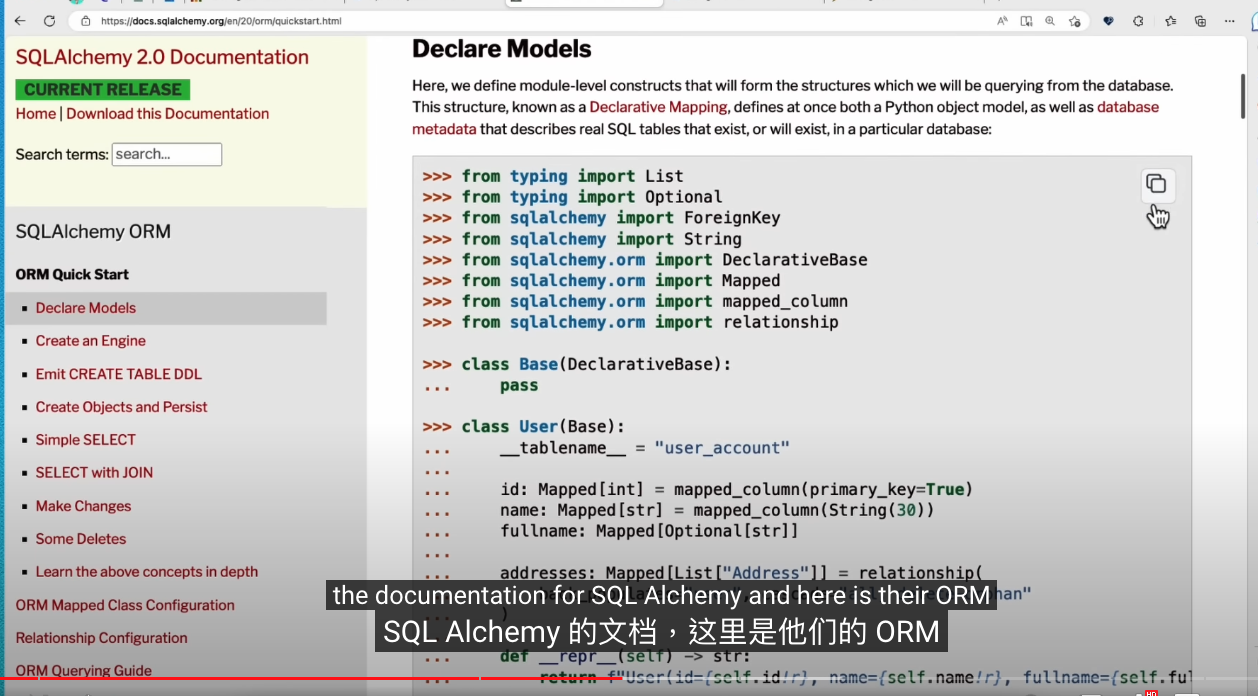 https://docs.sqlalchemy.org/en/20/orm/quickstart.html
SQLAlchemy 2.0 Documentation
CURRENT RELEASE
Home | Download this Documentation
Search terms: search...
SQLAlchemy ORM
ORM Quick Start
Declare Models
Create an Engine
Emit CREATE TABLE DDL
Create Objects and Persist
Simple SELECT
SELECT with JOIN
Make Changes
Some Deletes
Learn the above concepts in depth
ORM Mapped Class Configuration
Relationship Configuration
ORM Querying Guide
Declare Models
Here, we define module-level constructs that will form the structures which we will be querying from the database.
This structure, known as a Declarative Mapping, defines at once both a Python object model, as well as database
metadata that describes real SQL tables that exist, or will exist, in a particular database:
>>> from typing import List
>>> from typing import Optional
>>> from sqlalchemy import ForeignKey
>>> from sqlalchemy import String
>>> from sqlalchemy.orm import DeclarativeBase
>>> from sqlalchemy.orm import Mapped
>>> from sqlalchemy.orm import mapped_column
>>> from sqlalchemy.orm import relationship
>>> class Base(DeclarativeBase):
...     pass
>>> class User(Base):
...     __tablename__ = "user_account"
...
...     id: Mapped[int] = mapped_column(primary_key=True)
...     name: Mapped[str] = mapped_column(String(30))
...     fullname: Mapped[Optional[str]]
...
...     addresses: Mapped[List["Address"]] = relationship(
the documentation for SQL Alchemy and here is their ORM
SQL Alchemy 的文档，这里是他们的 ORM
...     def __repr__(self) -> str:
...         return f"User(id={self.id!r}, name={self.name!r}, fullname={self.ful
HD